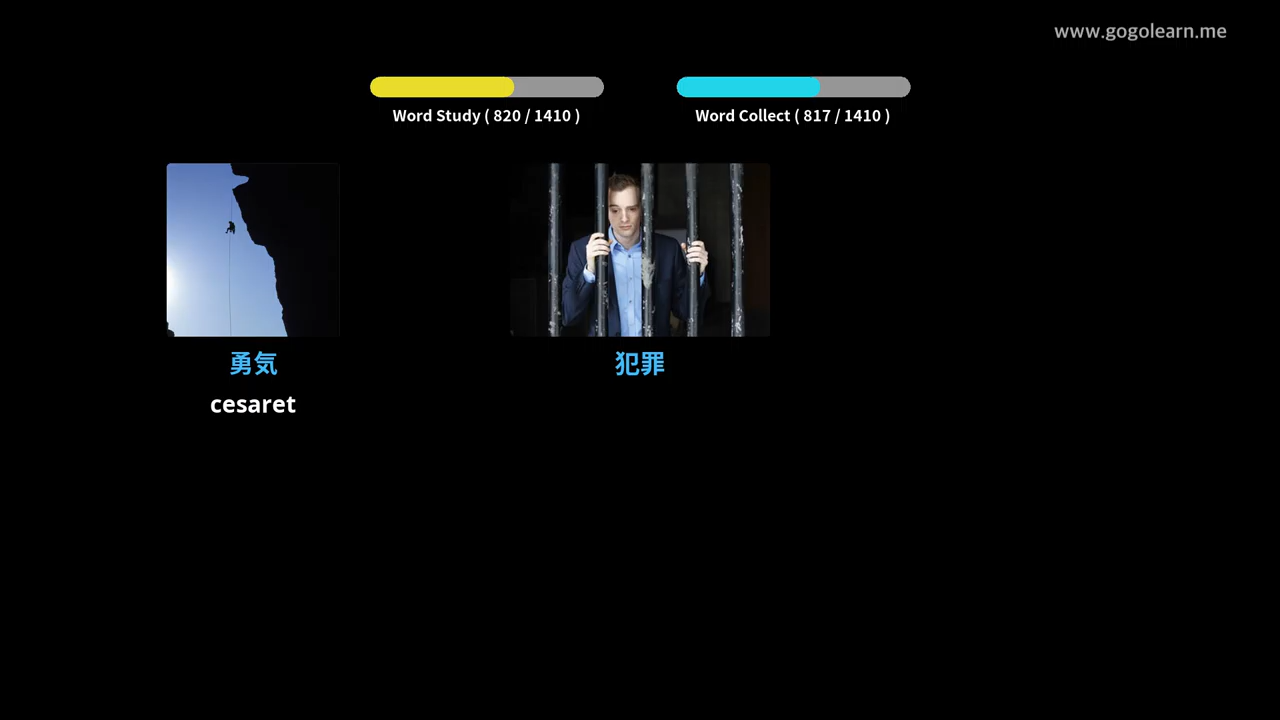 www.gogolearn.me
Word Study ( 820 / 1410 )
Word Collect ( 817 / 1410 )
勇気
犯罪
cesaret